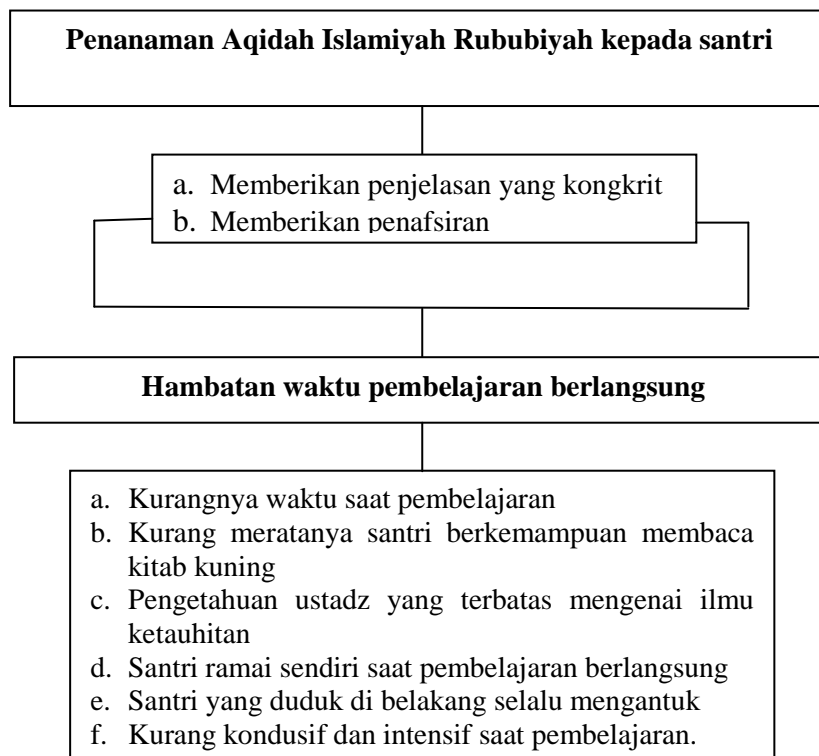 Penanaman Aqidah Islamiyah Rububiyah kepada santri
a. Memberikan penjelasan yang kongkrit
b. Memberikan penafsiran
Hambatan waktu pembelajaran berlangsung
a. Kurangnya waktu saat pembelajaran
b. Kurang meratanya santri berkemampuan membaca
kitab kuning
c. Pengetahuan ustadz yang terbatas mengenai ilmu
ketauhitan
d. Santri ramai sendiri saat pembelajaran berlangsung
e. Santri yang duduk di belakang selalu mengantuk
f. Kurang kondusif dan intensif saat pembelajaran.